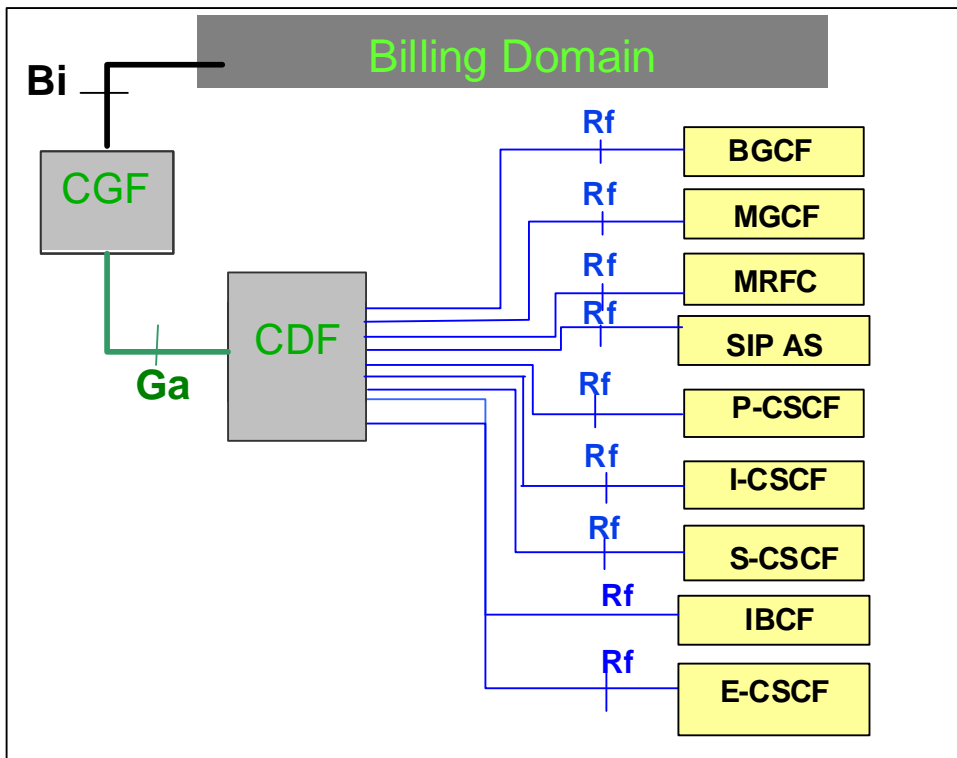 Billing Domain
Bi
CGF
Ga
CDF
Rf
BGCF
Rf
MGCF
Rf
MRFC
Rf
SIP AS
Rf
P-CSCF
Rf
I-CSCF
Rf
S-CSCF
Rf
IBCF
Rf
E-CSCF